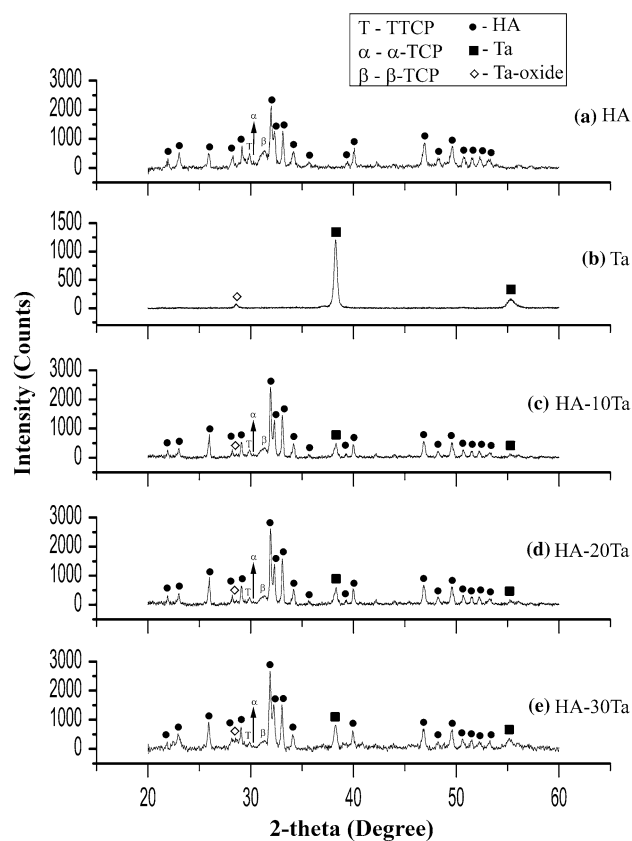 T - TTCP ● - HA
α - α-TCP ■ - Ta
β - β-TCP ◇ - Ta-oxide
3000
2000
1000
0
α
T
β
(a) HA
1500
1000
500
0
(b) Ta
3000
2000
1000
0
α
T
β
(c) HA-10Ta
3000
2000
1000
0
α
T
β
(d) HA-20Ta
3000
2000
1000
0
α
T
β
(e) HA-30Ta
Intensity (Counts)
20 30 40 50 60
2-theta (Degree)